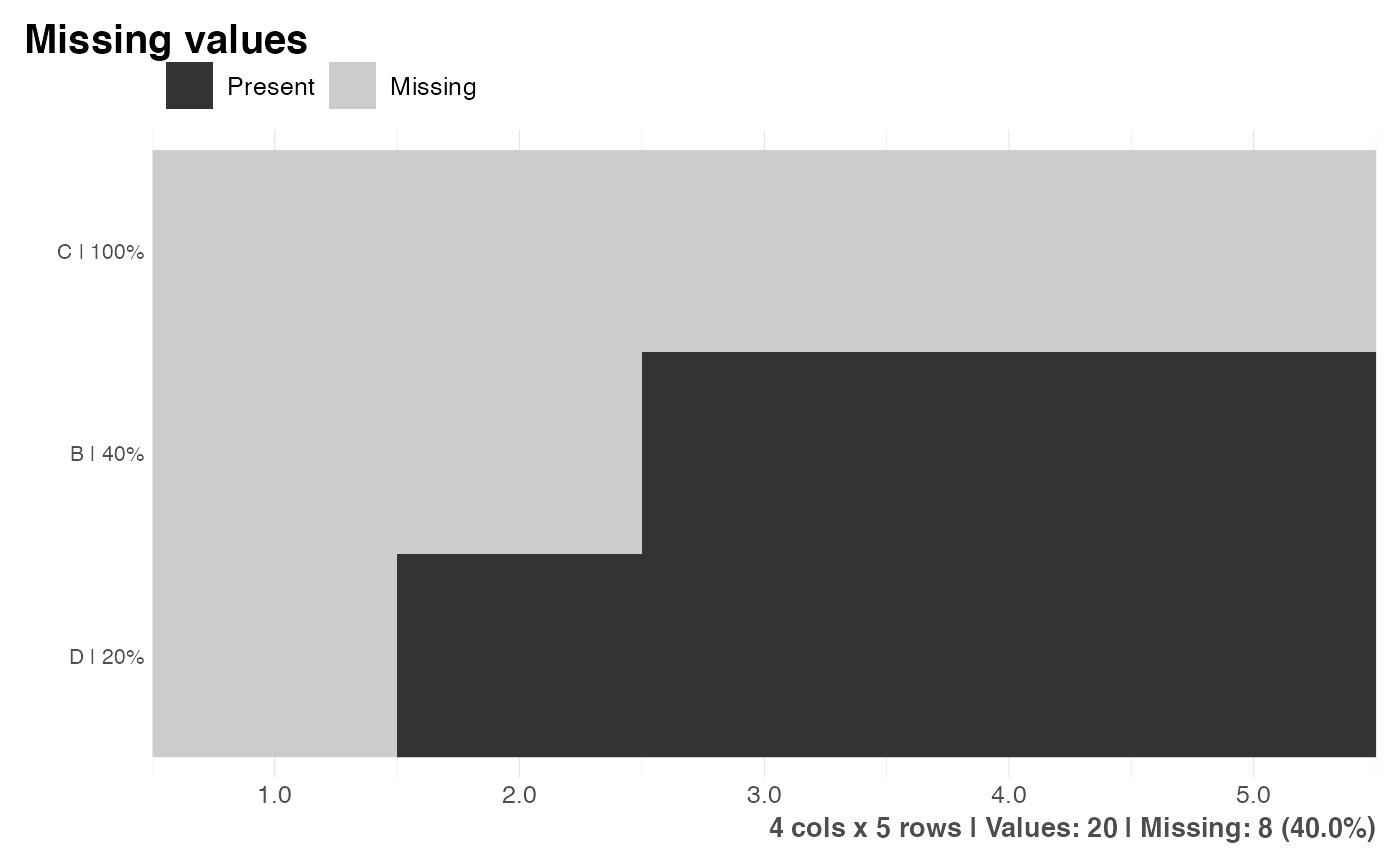 Missing values
Present Missing
C | 100%
B | 40%
D | 20%
1.0 2.0 3.0 4.0 5.0
4 cols x 5 rows | Values: 20 | Missing: 8 (40.0%)